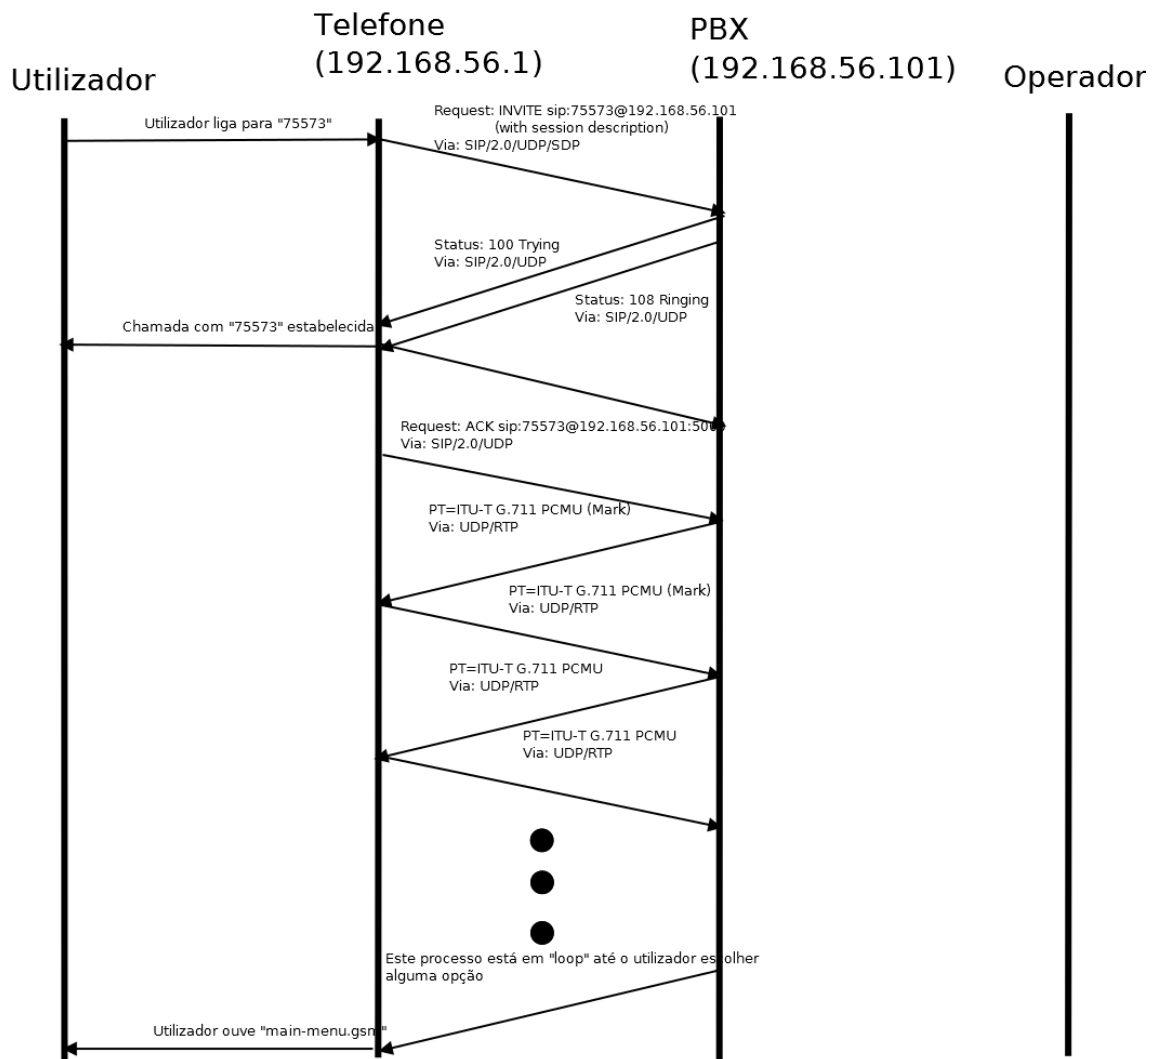 Telefone
(192.168.56.1)
PBX
(192.168.56.101)
Utilizador
Operador
Utilizador liga para "75573"
Request: INVITE sip:75573@192.168.56.101
(with session description)
Via: SIP/2.0/UDP/SDP
Status: 100 Trying
Via: SIP/2.0/UDP
Status: 108 Ringing
Via: SIP/2.0/UDP
Chamada com "75573" estabelecida
Request: ACK sip:75573@192.168.56.101:50
Via: SIP/2.0/UDP
PT=ITU-T G.711 PCMU (Mark)
Via: UDP/RTP
PT=ITU-T G.711 PCMU (Mark)
Via: UDP/RTP
PT=ITU-T G.711 PCMU
Via: UDP/RTP
PT=ITU-T G.711 PCMU
Via: UDP/RTP
Este processo está em "loop" até o utilizador escolher
alguma opção
Utilizador ouve "main-menu.gsm"